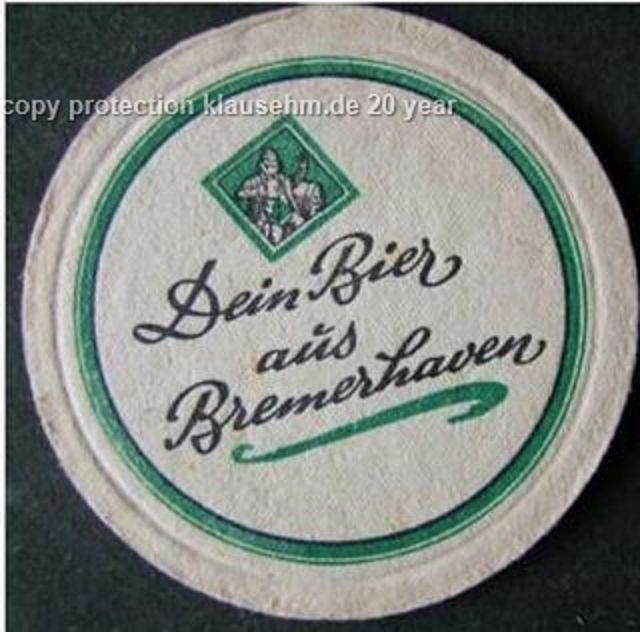 copy protection klausehm.de 20 year
Dein Bier
aus
Bremerhaven